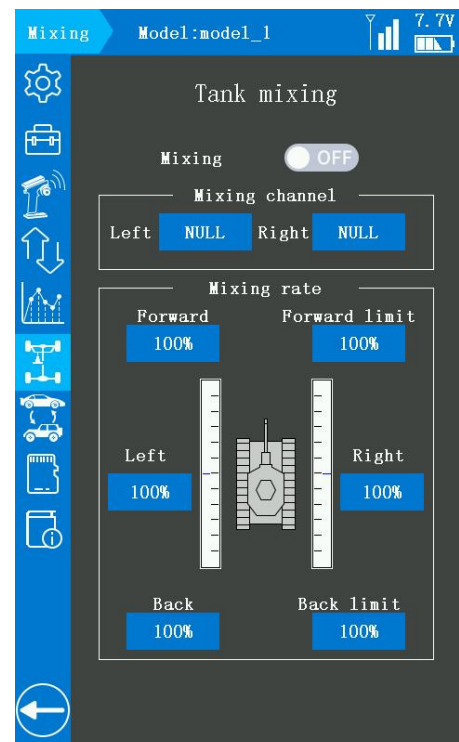 Mixing Model:model_1 7.7V
Tank mixing
Mixing OFF
Mixing channel
Left NULL Right NULL
Mixing rate
Forward Forward limit
100% 100%
Left Right
100% 100%
Back Back limit
100% 100%